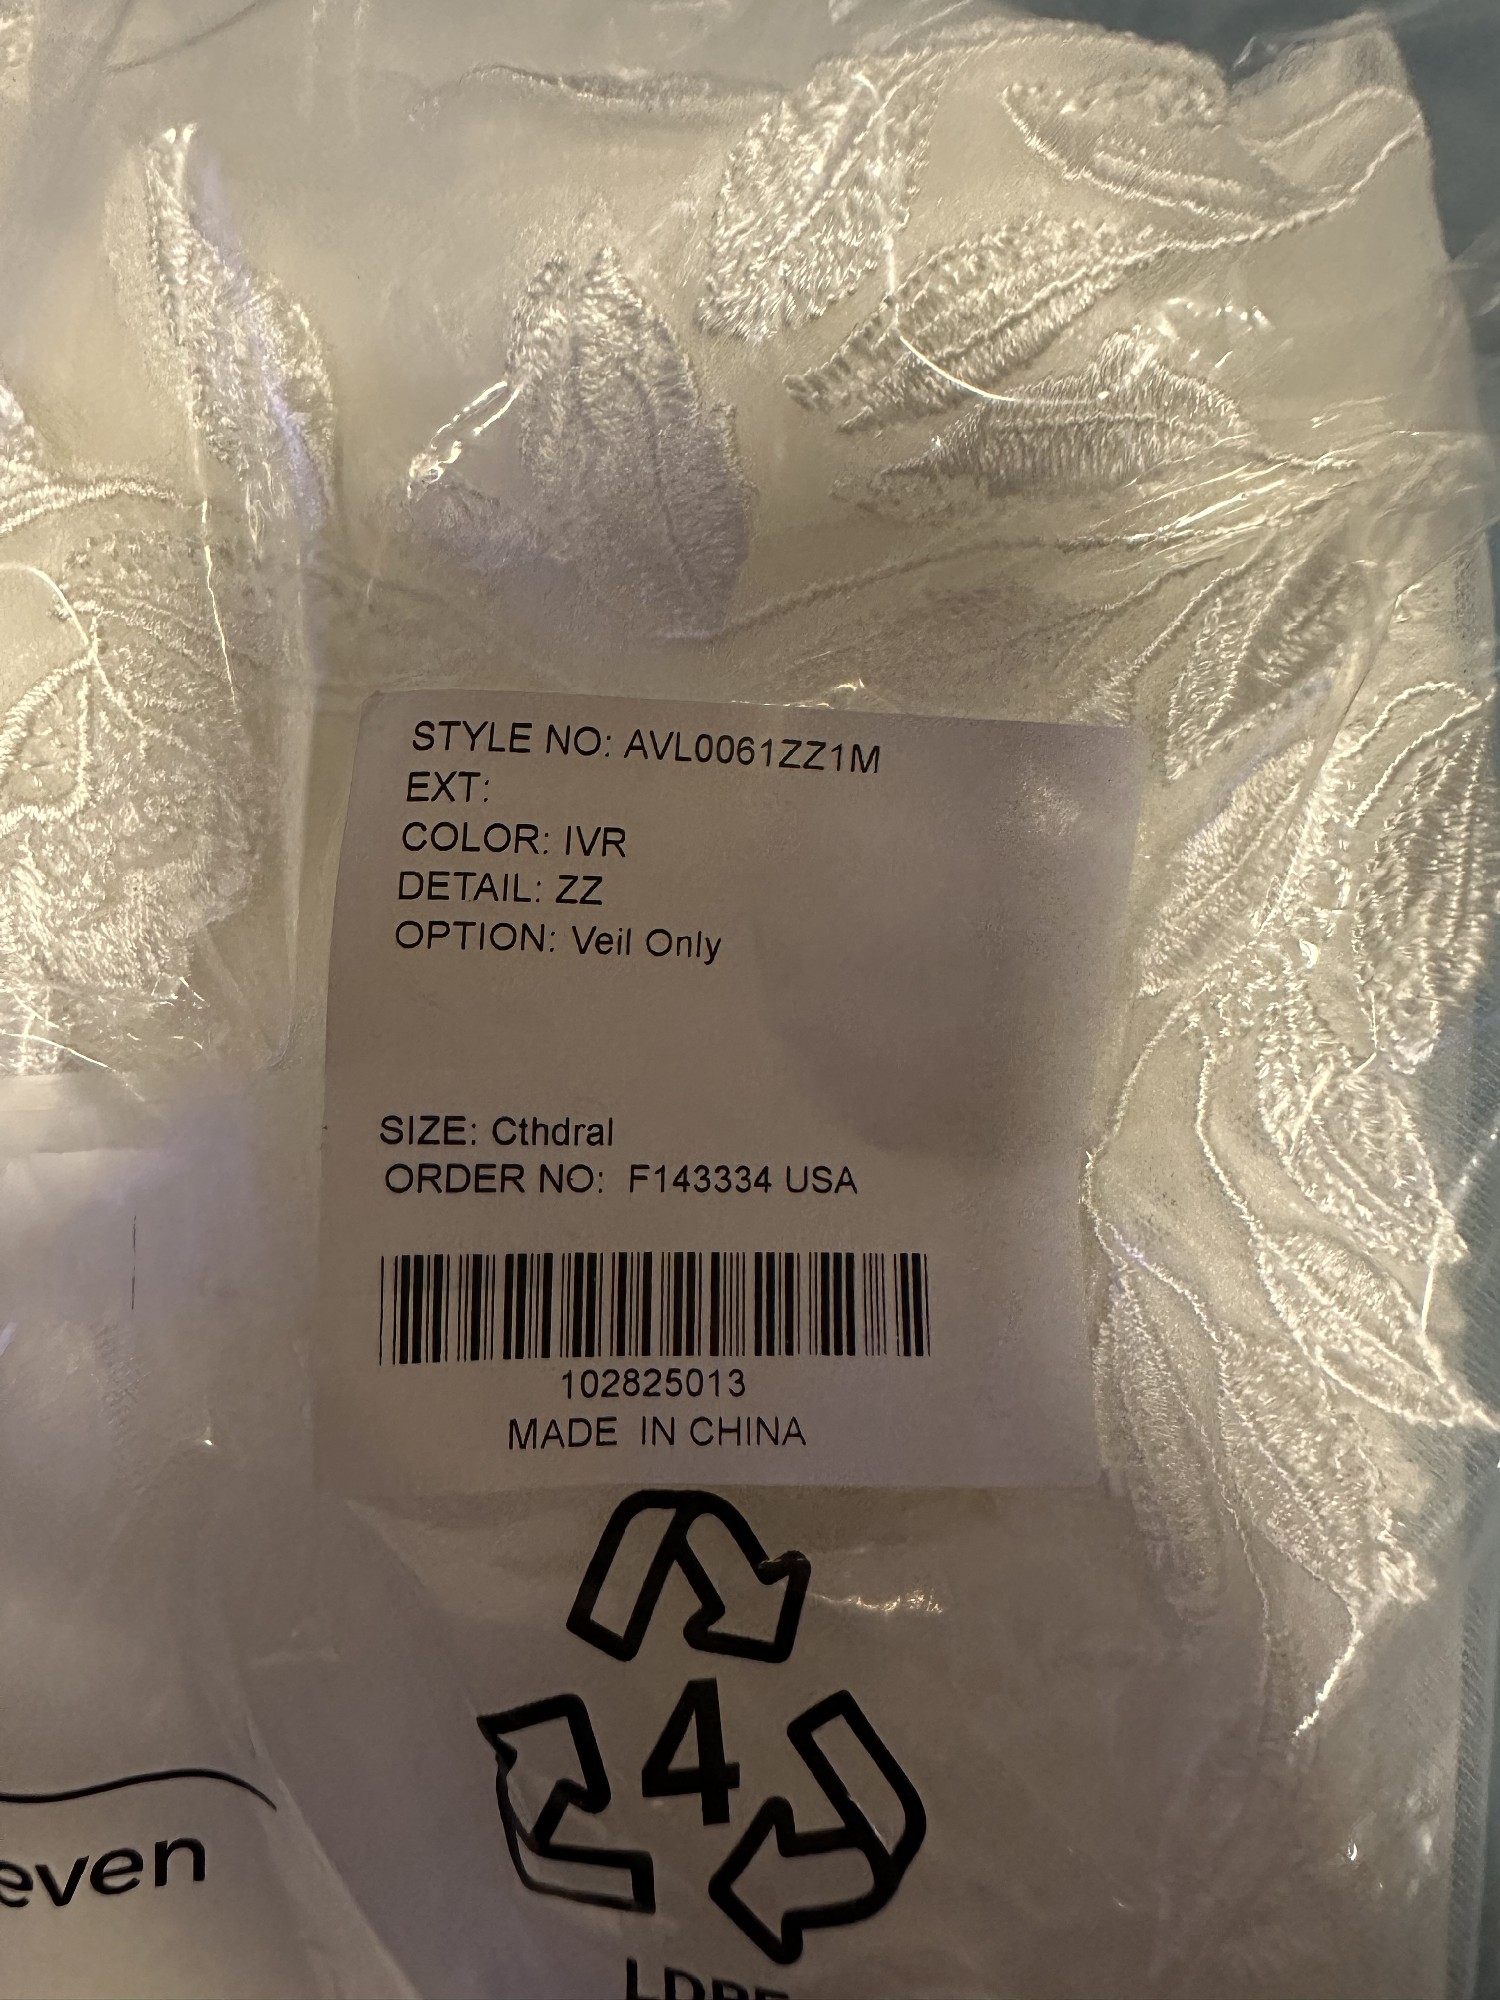 STYLE NO: AVL0061ZZ1M
EXT:
COLOR: IVR
DETAIL: ZZ
OPTION: Veil Only
SIZE: Cthdral
ORDER NO: F143334 USA
102825013
MADE IN CHINA
4
even
LDPE